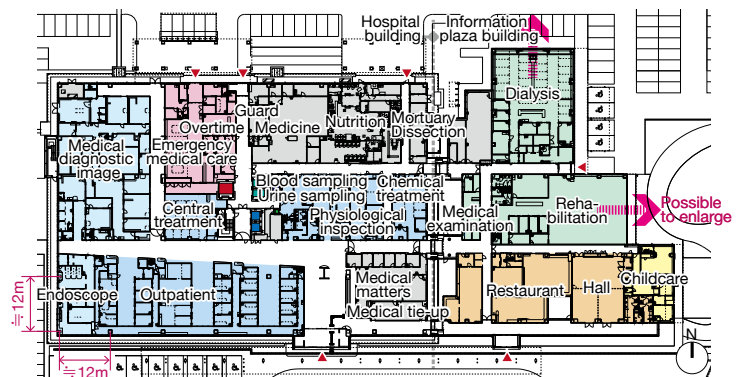 Hospital
building
Information
plaza building
Dialysis
Guard
Overtime
Medicine
Nutrition
Mortuary
Dissection
Medical
diagnostic
image
Emergency
medical care
Blood sampling
Urine sampling
Chemical
treatment
Central
treatment
Physiological
inspection
Medical
examination
Reha-
bilitation
Possible
to enlarge
Endoscope
Outpatient
Medical
matters
Medical tie-up
Restaurant
Hall
Childcare
≒12m
≒12m
N